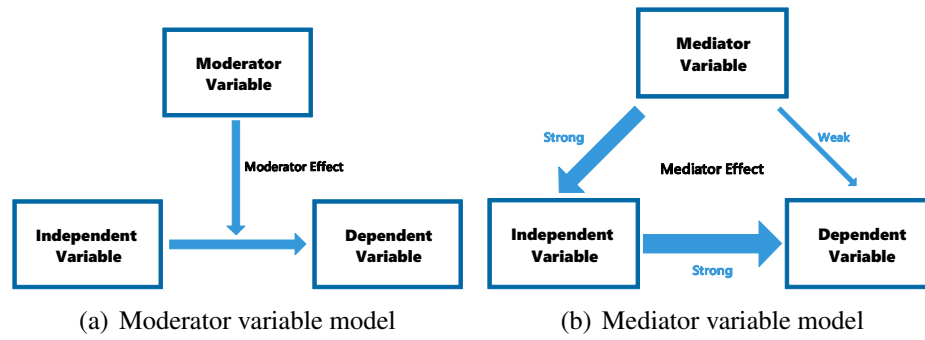 Moderator
Variable
Moderator Effect
Independent
Variable
Dependent
Variable
(a) Moderator variable model
Mediator
Variable
Strong
Weak
Mediator Effect
Independent
Variable
Strong
Dependent
Variable
(b) Mediator variable model